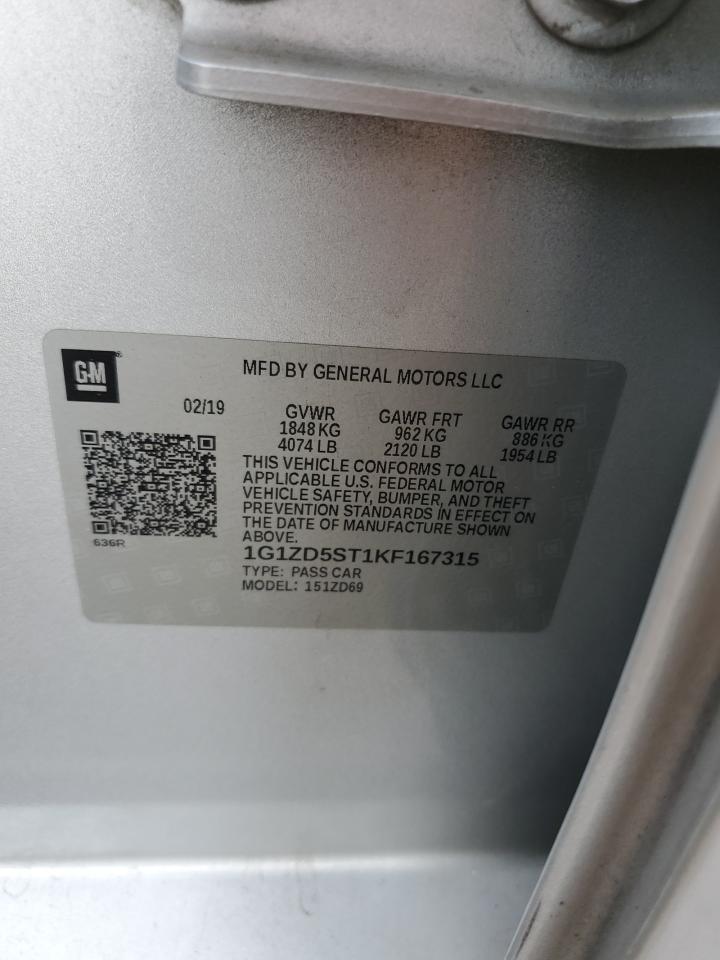 GM
MFD BY GENERAL MOTORS LLC
02/19 GVWR GAWR FRT GAWR RR
1848 KG 962 KG 886 KG
4074 LB 2120 LB 1954 LB
THIS VEHICLE CONFORMS TO ALL
APPLICABLE U.S. FEDERAL MOTOR
VEHICLE SAFETY, BUMPER, AND THEFT
PREVENTION STANDARDS IN EFFECT ON
THE DATE OF MANUFACTURE SHOWN
ABOVE.
636R
1G1ZD5ST1KF167315
TYPE: PASS CAR
MODEL: 151ZD69